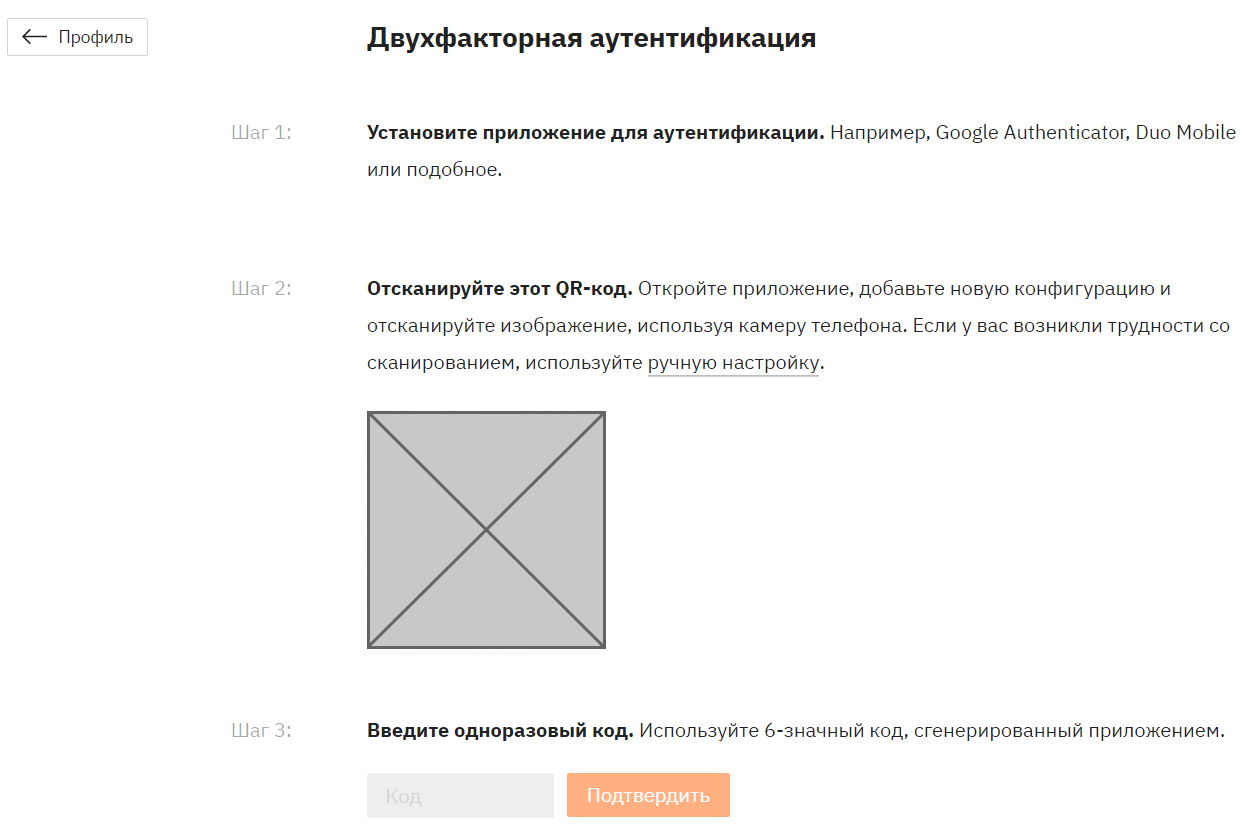 Профиль
Двухфакторная аутентификация
Шаг 1:
Установите приложение для аутентификации. Например, Google Authenticator, Duo Mobile
или подобное.
Шаг 2:
Отсканируйте этот QR-код. Откройте приложение, добавьте новую конфигурацию и
отсканируйте изображение, используя камеру телефона. Если у вас возникли трудности со
сканированием, используйте ручную настройку.
Шаг 3:
Введите одноразовый код. Используйте 6-значный код, сгенерированный приложением.
Код
Подтвердить